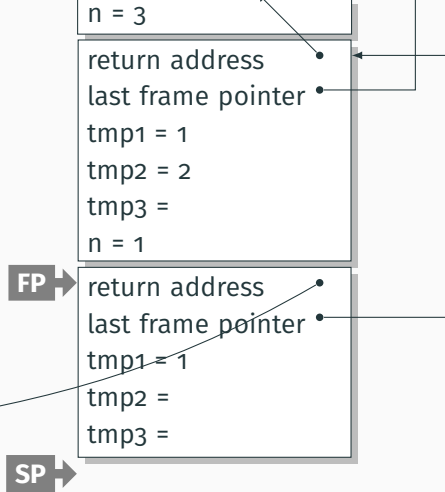 n = 3
return address
last frame pointer
tmp1 = 1
tmp2 = 2
tmp3 =
n = 1
FP
return address
last frame pointer
tmp1 = 1
tmp2 =
tmp3 =
SP